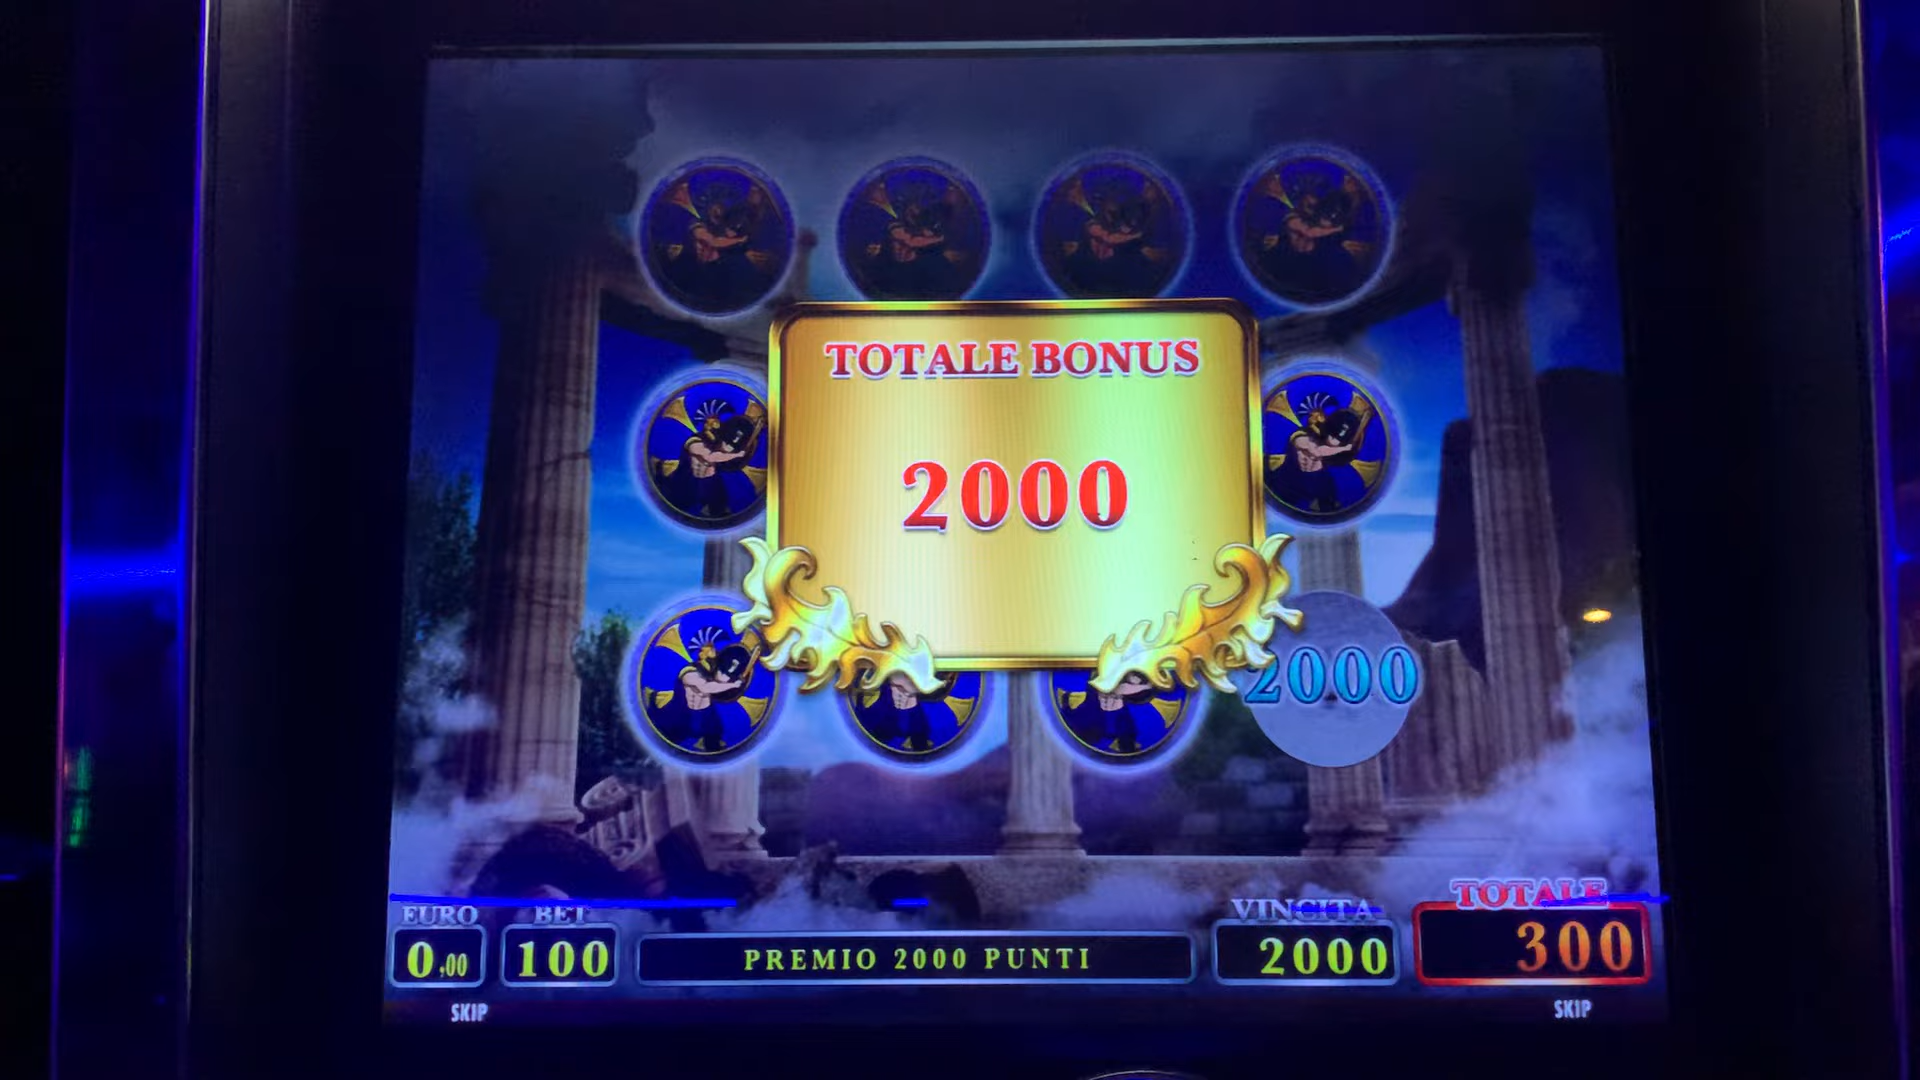 TOTALE BONUS
2000
2000
EURO
BET
VINCITA
TOTALE
0,00
100
PREMIO 2000 PUNTI
2000
300
SKIP
SKIP